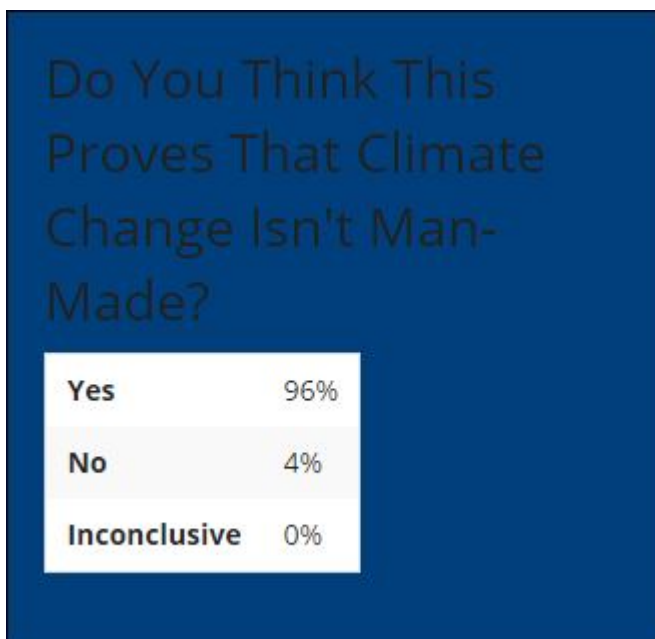 Do You Think This
Proves That Climate
Change Isn't Man-
Made?
Yes 96%
No 4%
Inconclusive 0%